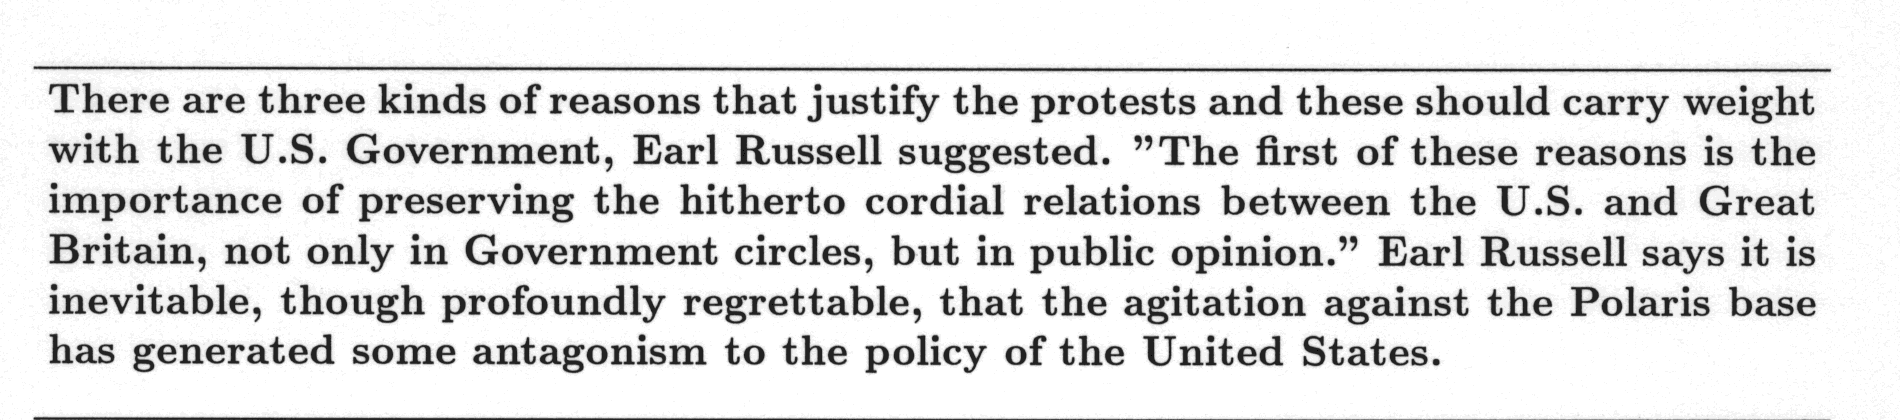 There are three kinds of reasons that justify the protests and these should carry weight
with the U.S. Government, Earl Russell suggested. ”The first of these reasons is the
importance of preserving the hitherto cordial relations between the U.S. and Great
Britain, not only in Government circles, but in public opinion.” Earl Russell says it is
inevitable, though profoundly regrettable, that the agitation against the Polaris base
has generated some antagonism to the policy of the United States.